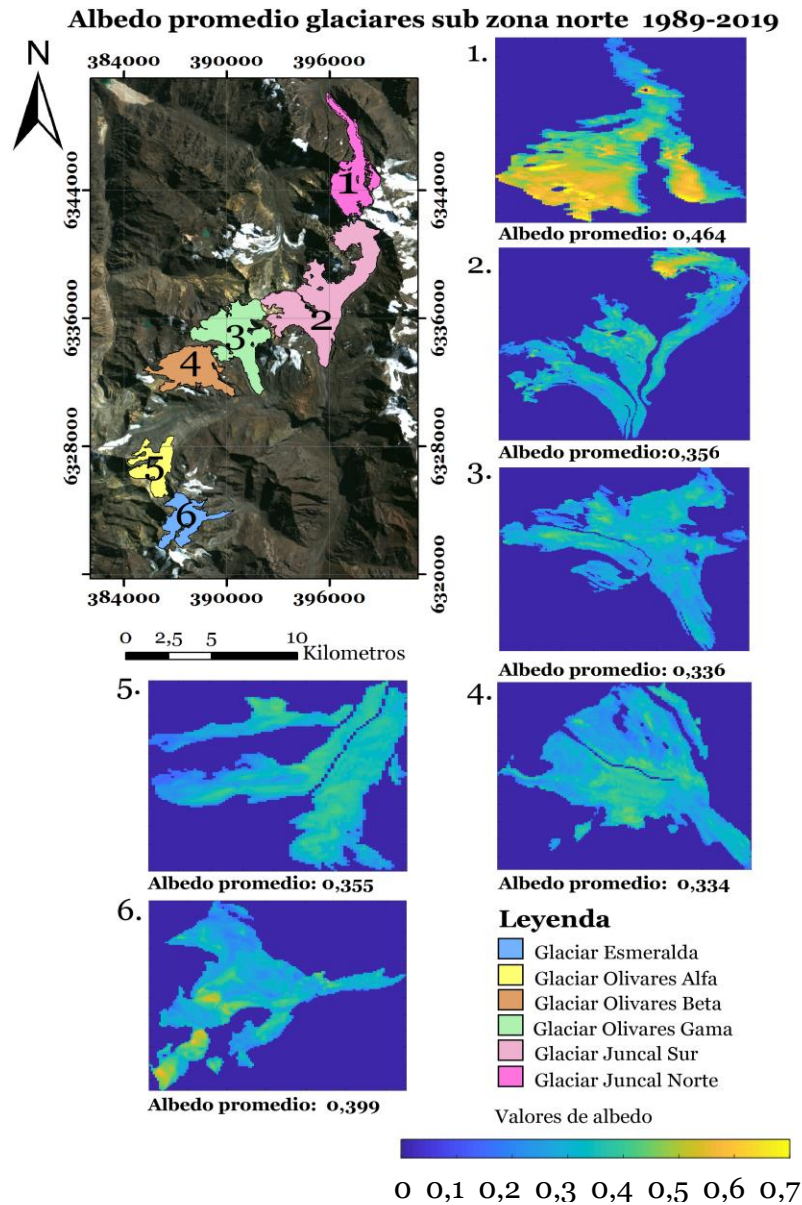 Albedo promedio glaciares sub zona norte 1989-2019
N
384000 390000 396000
6344000
6336000
6328000
6320000
1
2
3
4
5
6
384000 390000 396000
0 2,5 5 10
Kilometros
1.
Albedo promedio: 0,464
2.
Albedo promedio:0,356
3.
Albedo promedio: 0,336
5.
Albedo promedio: 0,355
4.
Albedo promedio: 0,334
6.
Albedo promedio: 0,399
Leyenda
Glaciar Esmeralda
Glaciar Olivares Alfa
Glaciar Olivares Beta
Glaciar Olivares Gama
Glaciar Juncal Sur
Glaciar Juncal Norte
Valores de albedo
0 0,1 0,2 0,3 0,4 0,5 0,6 0,7